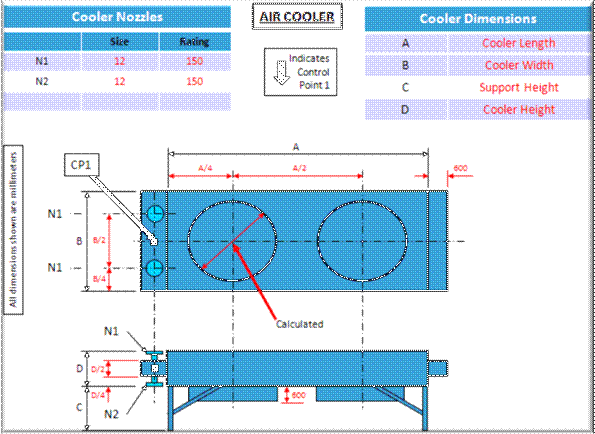 Cooler Nozzles
Size Rating
N1 12 150
N2 12 150
AIR COOLER
Indicates
Control
Point 1
Cooler Dimensions
A Cooler Length
B Cooler Width
C Support Height
D Cooler Height
All dimensions shown are millimeters
CP1
A
A/4 A/2 600
N1
B B/2
N1
B/4
Calculated
N1
D D/2
D/4
C 600
N2